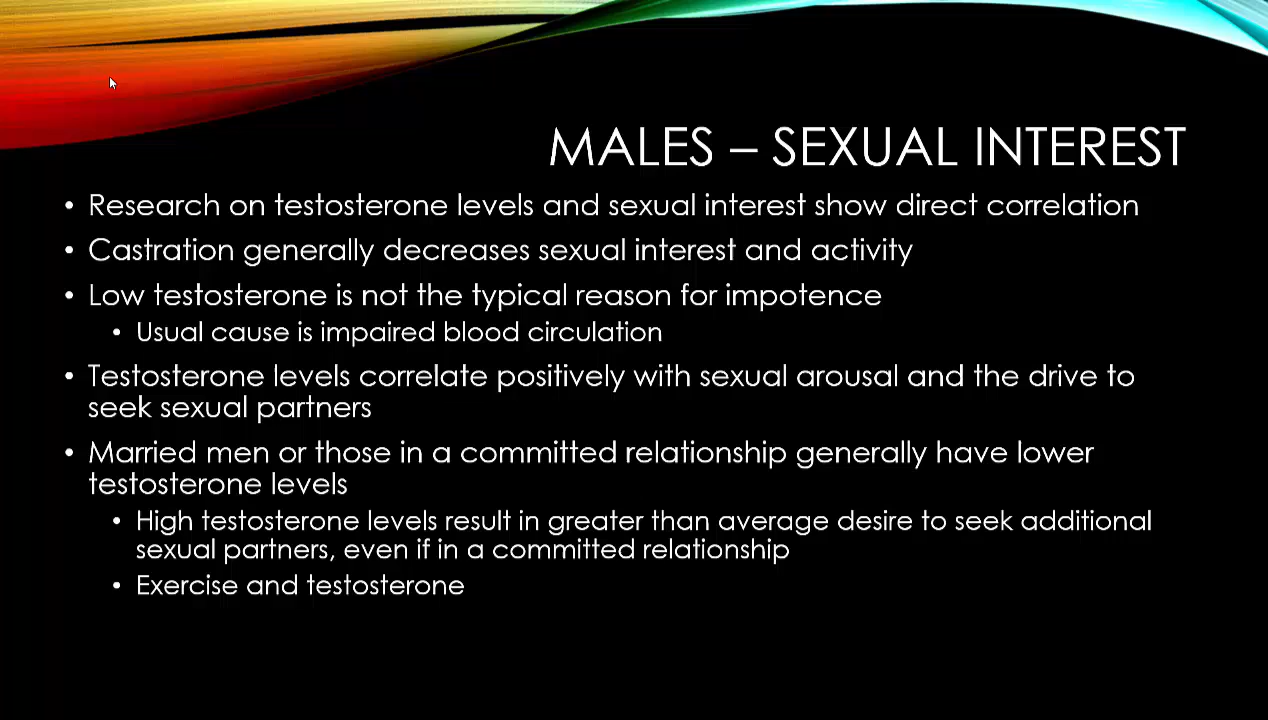 MALES – SEXUAL INTEREST
• Research on testosterone levels and sexual interest show direct correlation
• Castration generally decreases sexual interest and activity
• Low testosterone is not the typical reason for impotence
• Usual cause is impaired blood circulation
• Testosterone levels correlate positively with sexual arousal and the drive to
seek sexual partners
• Married men or those in a committed relationship generally have lower
testosterone levels
• High testosterone levels result in greater than average desire to seek additional
sexual partners, even if in a committed relationship
• Exercise and testosterone